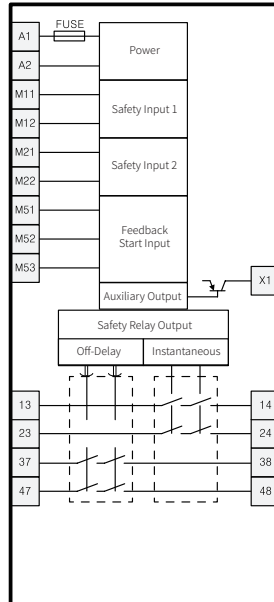 FUSE
A1
Power
A2
M11
Safety Input 1
M12
M21
Safety Input 2
M22
M51
Feedback
Start Input
M52
M53
X1
Auxiliary Output
Safety Relay Output
Off-Delay Instantaneous
13 14
23 24
37 38
47 48